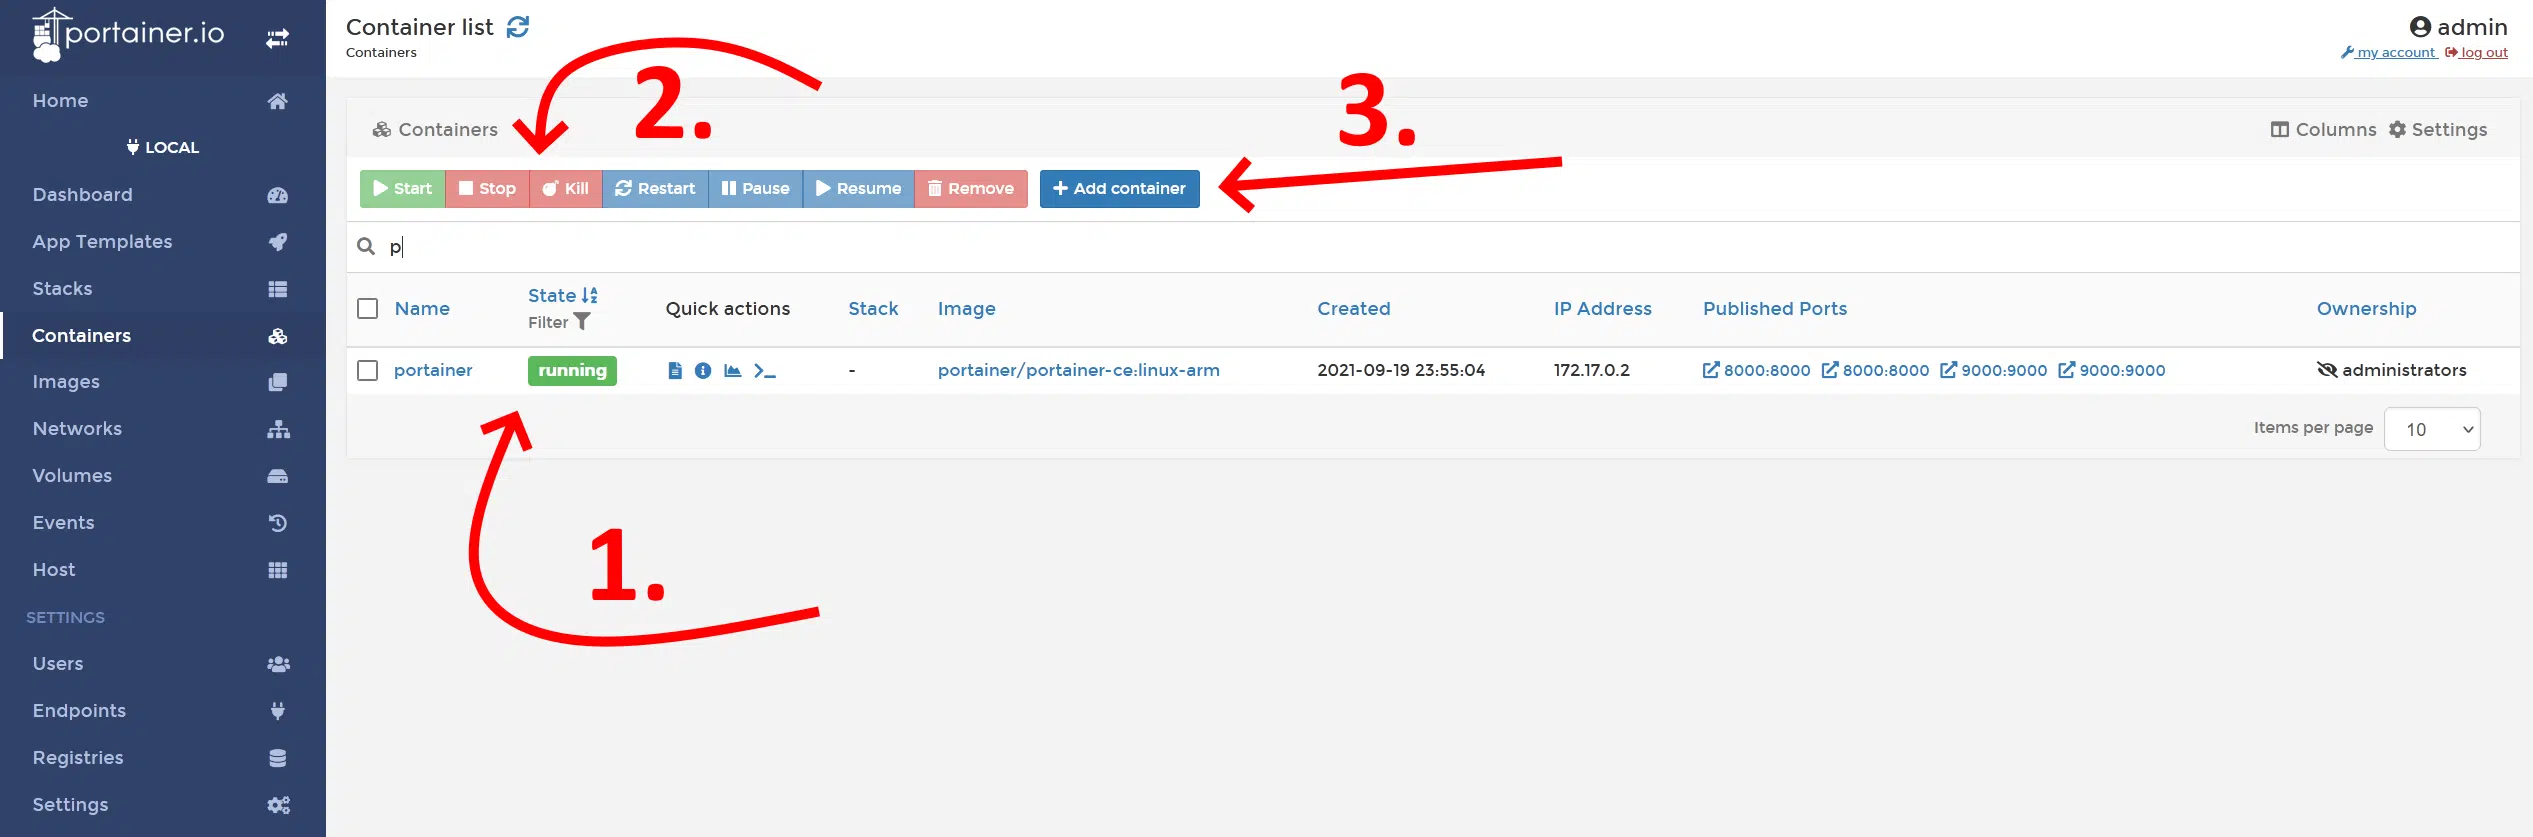 portainer.io
Home
LOCAL
Dashboard
App Templates
Stacks
Containers
Images
Networks
Volumes
Events
Host
SETTINGS
Users
Endpoints
Registries
Settings
Container list
Containers
admin
my account log out
2.
3.
Containers
Columns Settings
Start Stop Kill Restart Pause Resume Remove Add container
p
Name State Filter Quick actions Stack Image Created IP Address Published Ports Ownership
portainer running - portainer/portainer-ce:linux-arm 2021-09-19 23:55:04 172.17.0.2 8000:8000 8000:8000 9000:9000 9000:9000 administrators
Items per page 10
1.